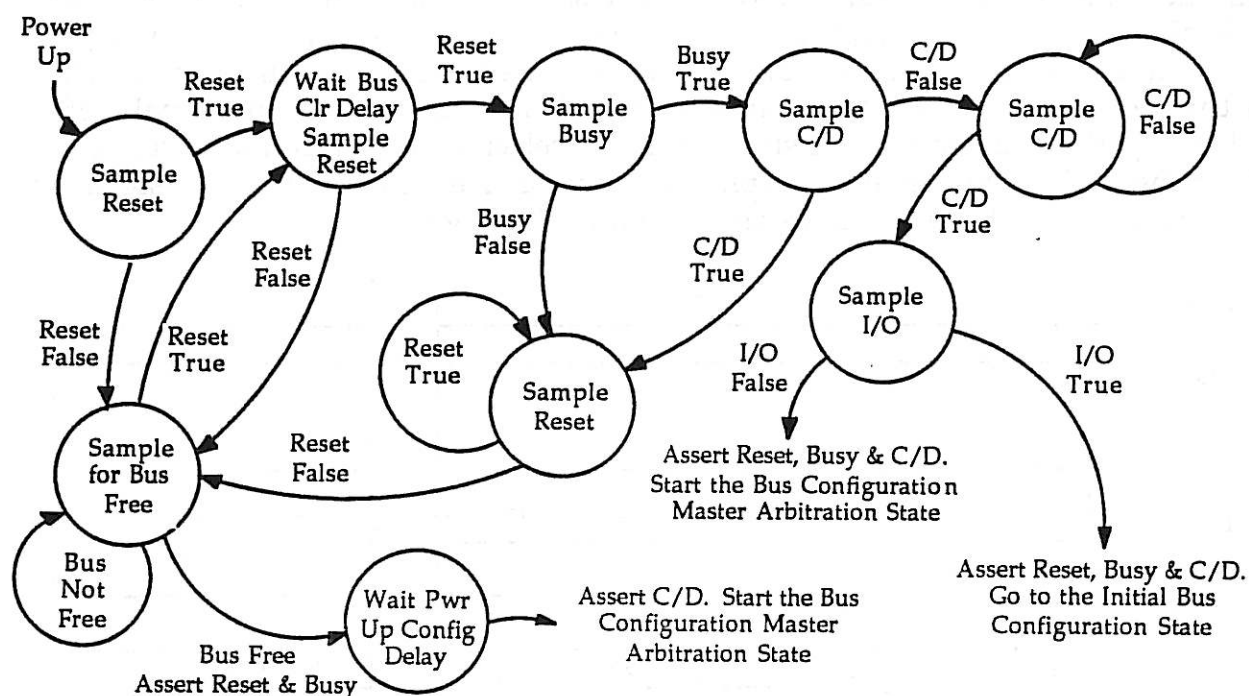 Power
Up
Reset
True
Wait Bus
Clr Delay
Sample
Reset
Reset
True
Sample
Busy
Busy
True
Sample
C/D
C/D
False
Sample
C/D
C/D
False
Sample
Reset
Reset
False
Reset
True
Reset
False
Busy
False
C/D
True
C/D
True
Sample
I/O
I/O
False
I/O
True
Reset
True
Sample
Reset
Reset
False
Sample
for Bus
Free
Bus
Not
Free
Bus Free
Assert Reset & Busy
Wait Pwr
Up Config
Delay
Assert C/D. Start the Bus
Configuration Master
Arbitration State
Assert Reset, Busy & C/D.
Start the Bus Configuration
Master Arbitration State
Assert Reset, Busy & C/D.
Go to the Initial Bus
Configuration State